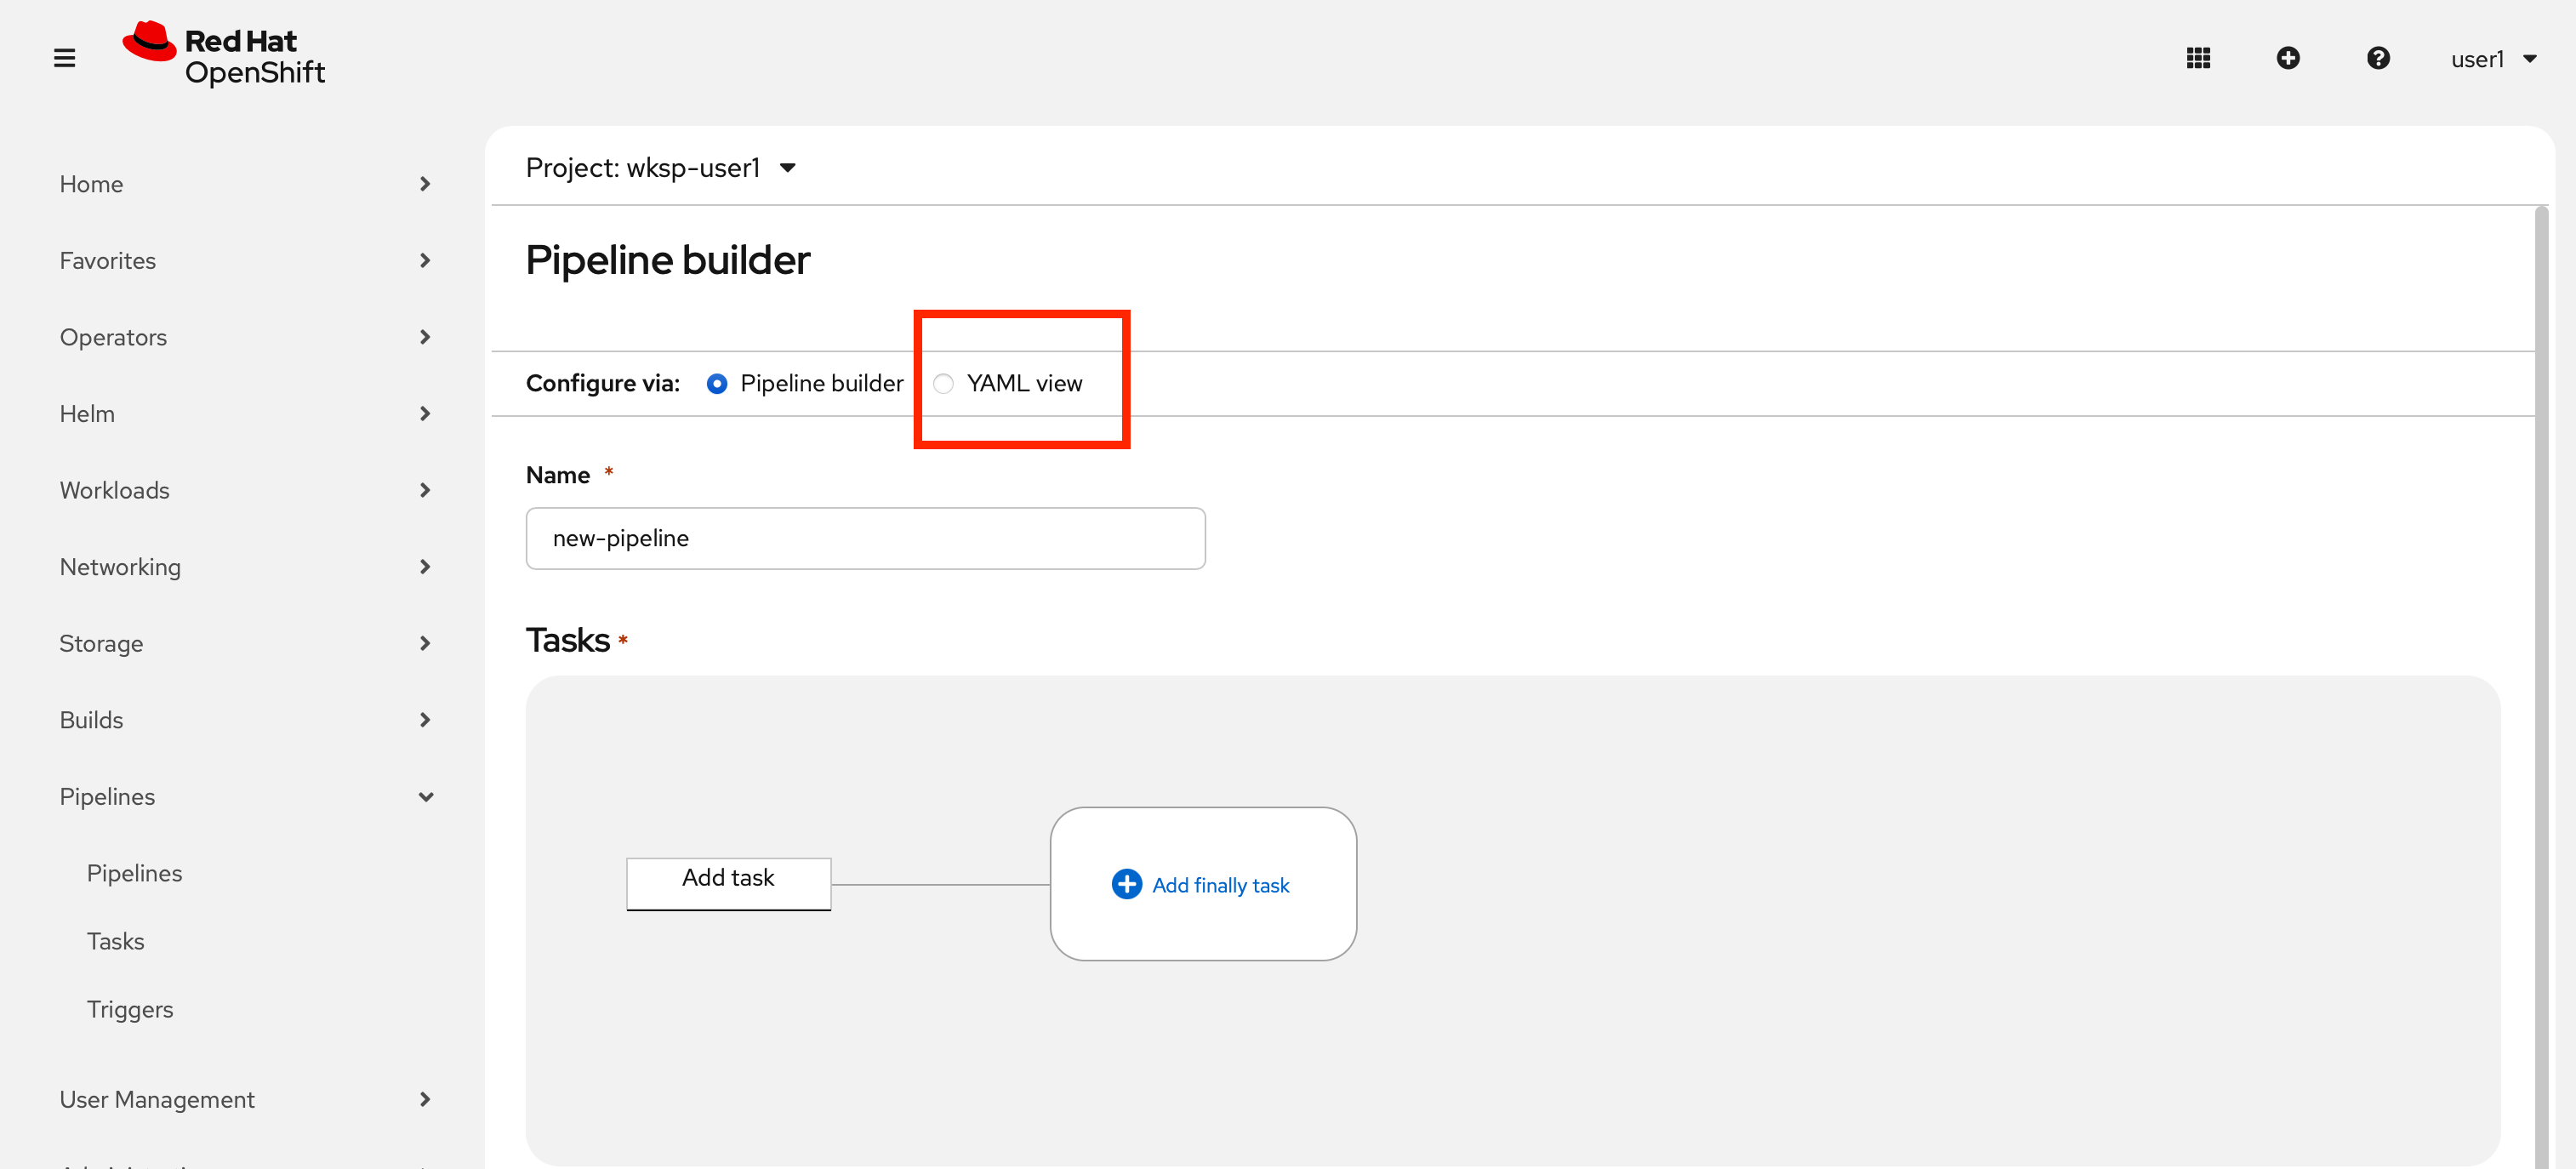 Red Hat
OpenShift
user1
Home
Favorites
Operators
Helm
Workloads
Networking
Storage
Builds
Pipelines
Pipelines
Tasks
Triggers
User Management
Project: wksp-user1
Pipeline builder
Configure via: Pipeline builder YAML view
Name *
new-pipeline
Tasks *
Add task
Add finally task